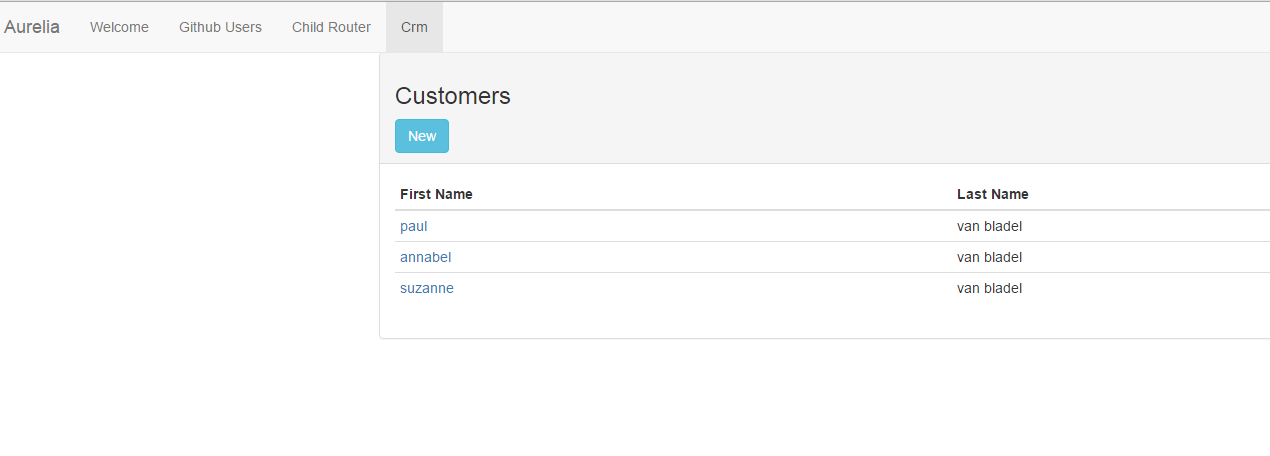 Aurelia Welcome Github Users Child Router Crm
Customers
New
First Name Last Name
paul van bladel
annabel van bladel
suzanne van bladel